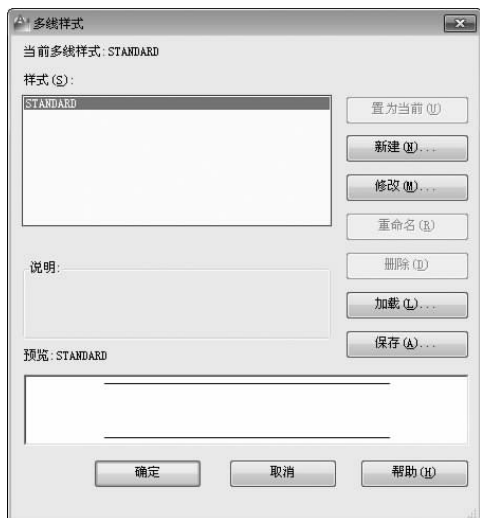 多线样式
当前多线样式:STANDARD
样式(S):
STANDARD
置为当前(U)
新建(N)...
修改(M)...
重命名(R)
说明:
删除(D)
加载(L)...
保存(A)...
预览:STANDARD
确定
取消
帮助(H)